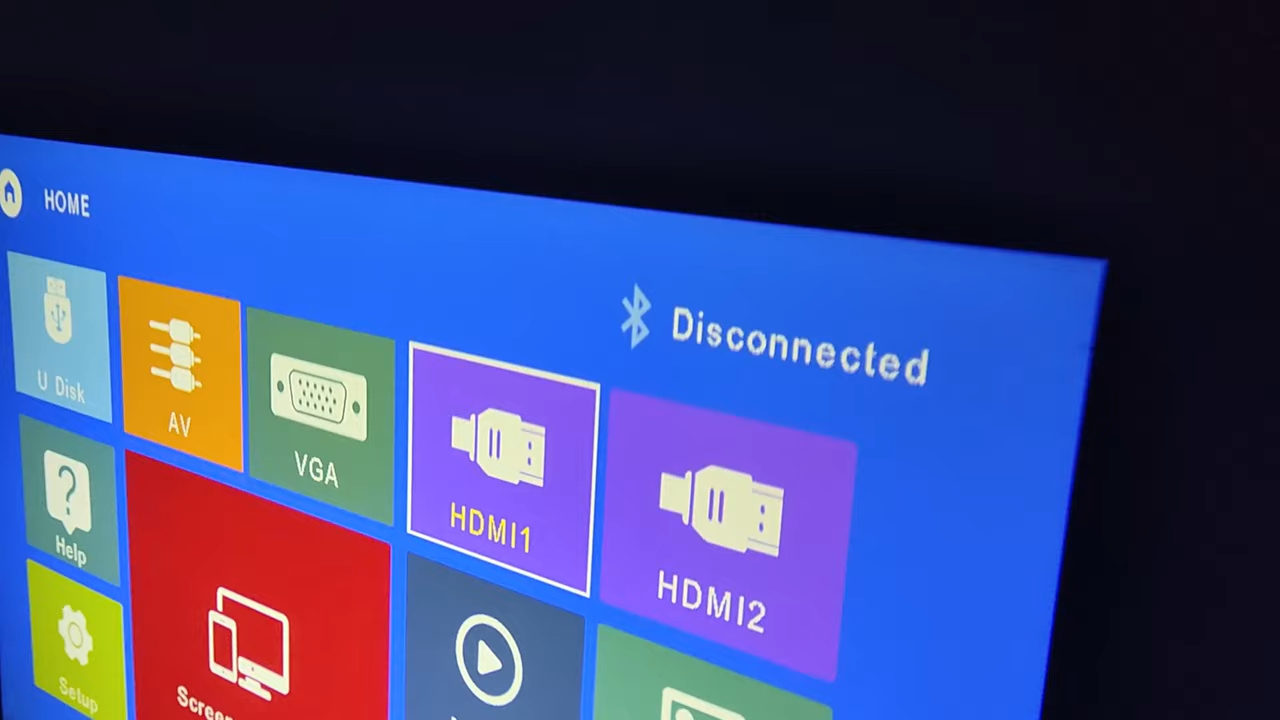 HOME
Disconnected
U Disk
AV
VGA
HDMI1
HDMI2
Help
Setup